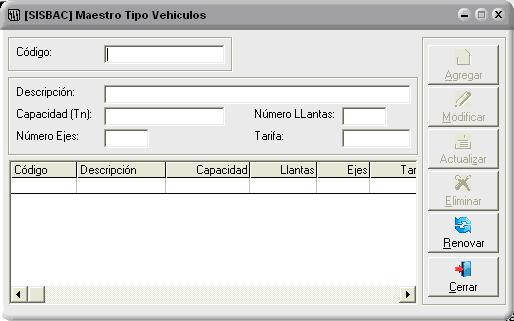 [SISBAC] Maestro Tipo Vehiculos
Código:
Descripción:
Capacidad (Tn): Número LLantas:
Número Ejes: Tarifa:
Código Descripción Capacidad Llantas Ejes Tar
Agregar
Modificar
Actualizar
Eliminar
Renovar
Cerrar